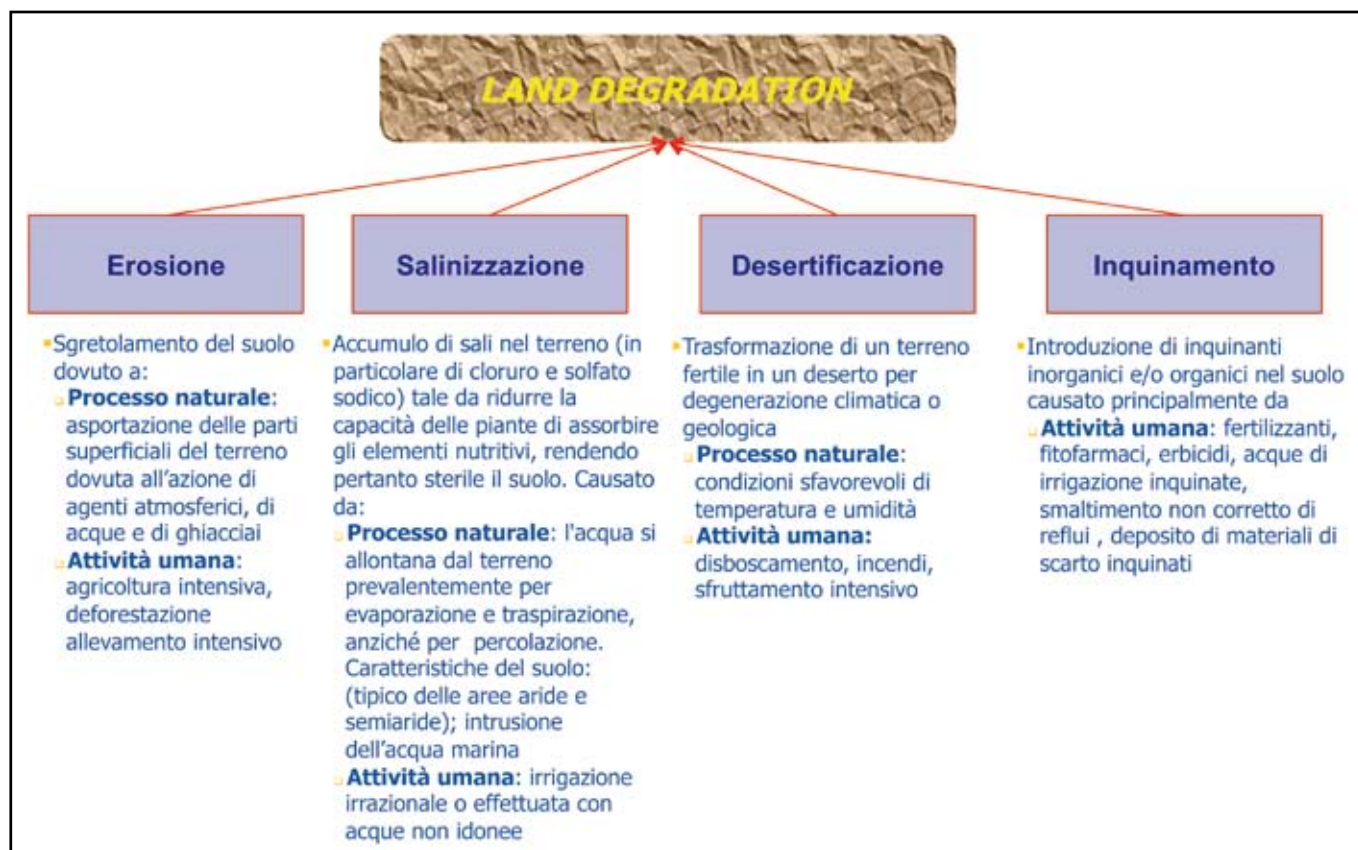 LAND DEGRADATION
Erosione
▪Sgretolamento del suolo
dovuto a:
❑Processo naturale:
asportazione delle parti
superficiali del terreno
dovuta all'azione di
agenti atmosferici, di
acque e di ghiacciai
❑Attività umana:
agricoltura intensiva,
deforestazione
allevamento intensivo
Salinizzazione
▪Accumulo di sali nel terreno (in
particolare di cloruro e solfato
sodico) tale da ridurre la
capacità delle piante di assorbire
gli elementi nutritivi, rendendo
pertanto sterile il suolo. Causato
da:
❑Processo naturale: l'acqua si
allontana dal terreno
prevalentemente per
evaporazione e traspirazione,
anziché per percolazione.
Caratteristiche del suolo:
(tipico delle aree aride e
semiaride); intrusione
dell'acqua marina
❑Attività umana: irrigazione
irrazionale o effettuata con
acque non idonee
Desertificazione
▪Trasformazione di un terreno
fertile in un deserto per
degenerazione climatica o
geologica
❑Processo naturale:
condizioni sfavorevoli di
temperatura e umidità
❑Attività umana:
disboscamento, incendi,
sfruttamento intensivo
Inquinamento
▪Introduzione di inquinanti
inorganici e/o organici nel suolo
causato principalmente da
❑Attività umana: fertilizzanti,
fitofarmaci, erbicidi, acque di
irrigazione inquinate,
smaltimento non corretto di
reflui , deposito di materiali di
scarto inquinati